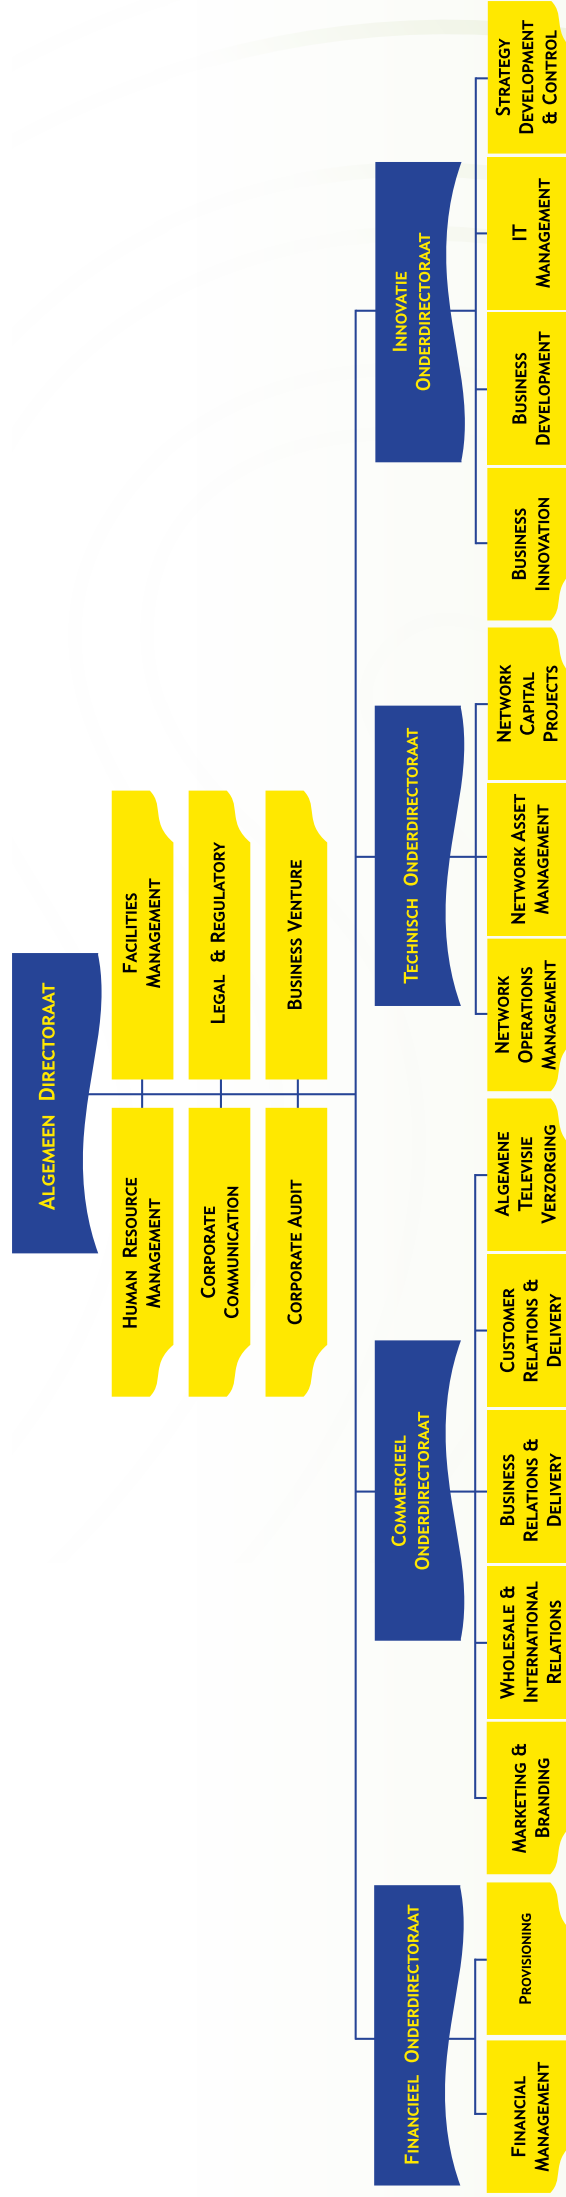 Algemeen Directoraat
Human Resource
Management
Facilities
Management
Corporate
Communication
Legal & Regulatory
Corporate Audit
Business Venture
Financieel Onderdirectoraat
Commercieel
Onderdirectoraat
Technisch Onderdirectoraat
Innovatie
Onderdirectoraat
Financial
Management
Provisioning
Marketing &
Branding
Wholesale &
International
Relations
Business
Relations &
Delivery
Customer
Relations &
Delivery
Algemene
Televisie
Verzorging
Network
Operations
Management
Network Asset
Management
Network
Capital
Projects
Business
Innovation
Business
Development
IT
Management
Strategy
Development
& Control